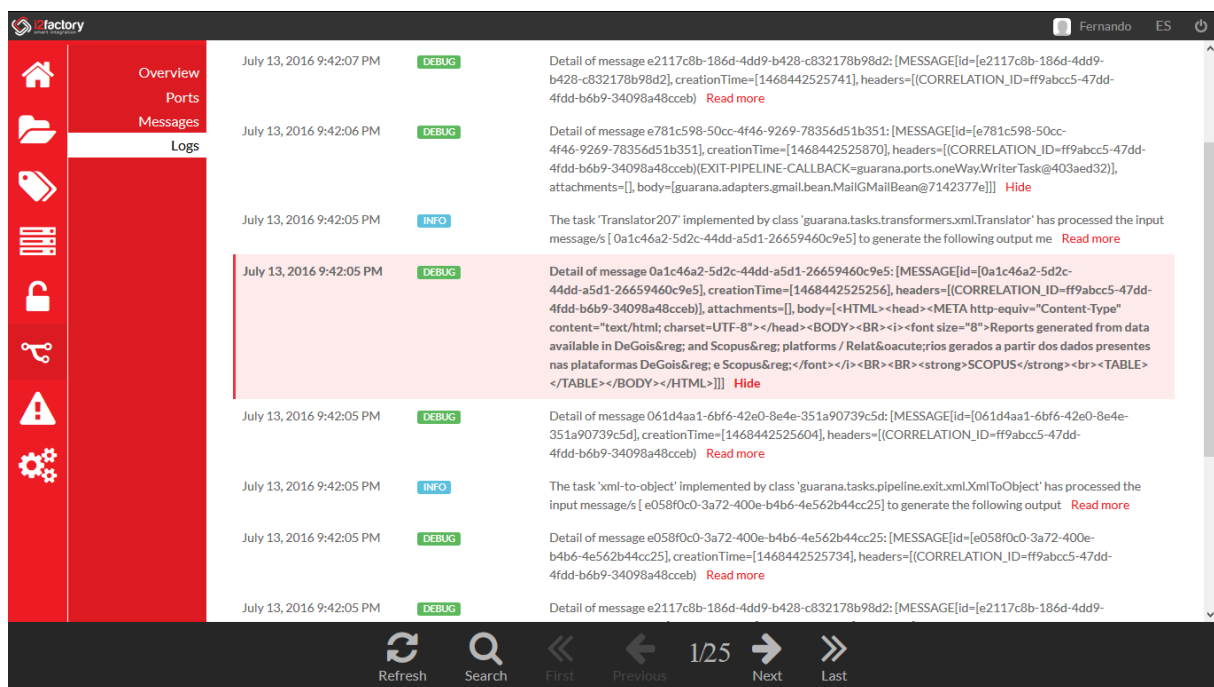 i2factory
smart integration
Fernando ES
Overview
Ports
Messages
Logs
July 13, 2016 9:42:07 PM DEBUG Detail of message e2117c8b-186d-4dd9-b428-c832178b98d2: [MESSAGE[id=[e2117c8b-186d-4dd9-
b428-c832178b98d2], creationTime=[1468442525741], headers=[(CORRELATION_ID=ff9abcc5-47dd-
4fdd-b6b9-34098a48cceb) Read more
July 13, 2016 9:42:06 PM DEBUG Detail of message e781c598-50cc-4f46-9269-78356d51b351: [MESSAGE[id=[e781c598-50cc-
4f46-9269-78356d51b351], creationTime=[1468442525870], headers=[(CORRELATION_ID=ff9abcc5-47dd-
4fdd-b6b9-34098a48cceb)(EXIT-PIPELINE-CALLBACK=guarana.ports.oneWay.WriterTask@403aed32)],
attachments=[], body=[guarana.adapters.gmail.bean.MailGMailBean@7142377e]]] Hide
July 13, 2016 9:42:05 PM INFO The task 'Translator207' implemented by class 'guarana.tasks.transformers.xml.Translator' has processed the input
message/s [ 0a1c46a2-5d2c-44dd-a5d1-26659460c9e5] to generate the following output me Read more
July 13, 2016 9:42:05 PM DEBUG Detail of message 0a1c46a2-5d2c-44dd-a5d1-26659460c9e5: [MESSAGE[id=[0a1c46a2-5d2c-
44dd-a5d1-26659460c9e5], creationTime=[1468442525256], headers=[(CORRELATION_ID=ff9abcc5-47dd-
4fdd-b6b9-34098a48cceb)], attachments=[], body=[<HTML><head><META http-equiv="Content-Type"
content="text/html; charset=UTF-8"></head><BODY><BR><i><font size="8">Reports generated from data
available in DeGois&reg; and Scopus&reg; platforms / Relat&oacute;rios gerados a partir dos dados presentes
nas plataformas DeGois&reg; e Scopus&reg;</font></i><BR><BR><strong>SCOPUS</strong><br><TABLE>
</TABLE></BODY></HTML>]]] Hide
July 13, 2016 9:42:05 PM DEBUG Detail of message 061d4aa1-6bf6-42e0-8e4e-351a90739c5d: [MESSAGE[id=[061d4aa1-6bf6-42e0-8e4e-
351a90739c5d], creationTime=[1468442525604], headers=[(CORRELATION_ID=ff9abcc5-47dd-
4fdd-b6b9-34098a48cceb) Read more
July 13, 2016 9:42:05 PM INFO The task 'xml-to-object' implemented by class 'guarana.tasks.pipeline.exit.xml.XmlToObject' has processed the
input message/s [ e058f0c0-3a72-400e-b4b6-4e562b44cc25] to generate the following output Read more
July 13, 2016 9:42:05 PM DEBUG Detail of message e058f0c0-3a72-400e-b4b6-4e562b44cc25: [MESSAGE[id=[e058f0c0-3a72-400e-
b4b6-4e562b44cc25], creationTime=[1468442525734], headers=[(CORRELATION_ID=ff9abcc5-47dd-
4fdd-b6b9-34098a48cceb) Read more
July 13, 2016 9:42:05 PM DEBUG Detail of message e2117c8b-186d-4dd9-b428-c832178b98d2: [MESSAGE[id=[e2117c8b-186d-4dd9-
Refresh Search First Previous 1/25 Next Last